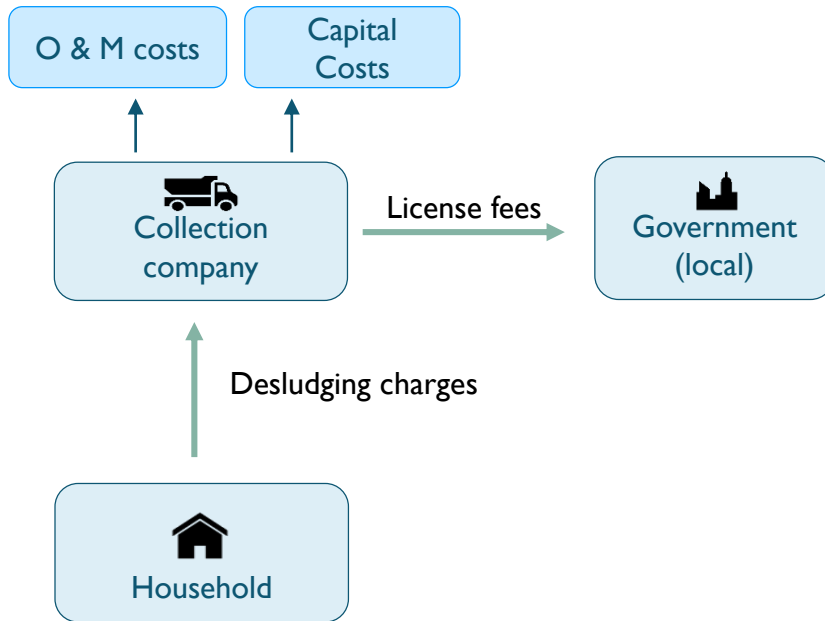 O & M costs
Capital
Costs
Collection
company
License fees
Government
(local)
Desludging charges
Household